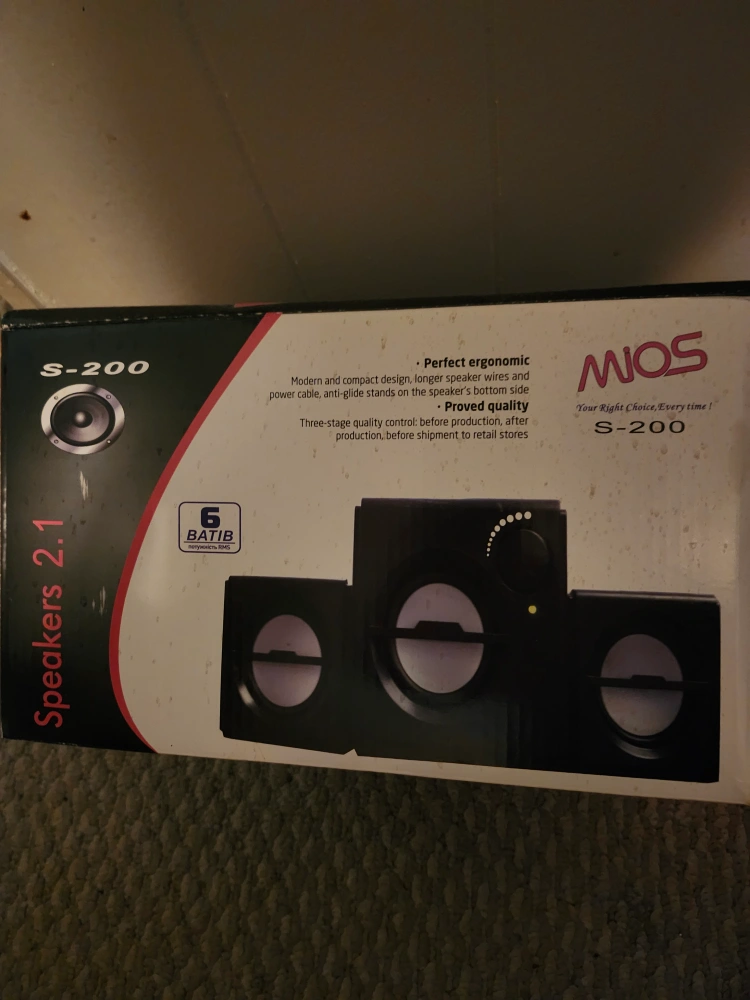 S-200
Speakers 2.1
6
ВАТІВ
потужність RMS
· Perfect ergonomic
Modern and compact design, longer speaker wires and
power cable, anti-glide stands on the speaker's bottom side
· Proved quality
Three-stage quality control: before production, after
production, before shipment to retail stores
MiOS
Your Right Choice, Every time !
S-200